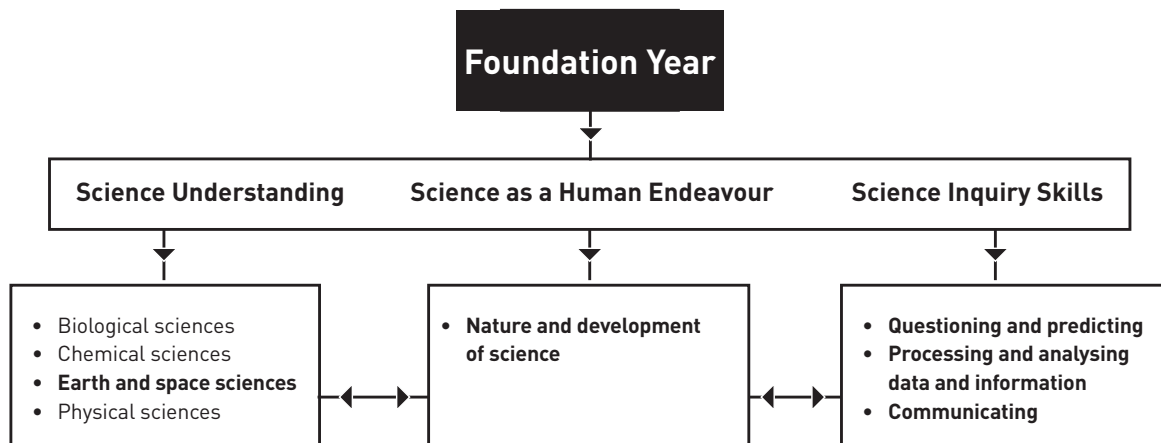 Foundation Year
Science Understanding
Science as a Human Endeavour
Science Inquiry Skills
• Biological sciences
• Chemical sciences
• Earth and space sciences
• Physical sciences
• Nature and development
of science
• Questioning and predicting
• Processing and analysing
data and information
• Communicating